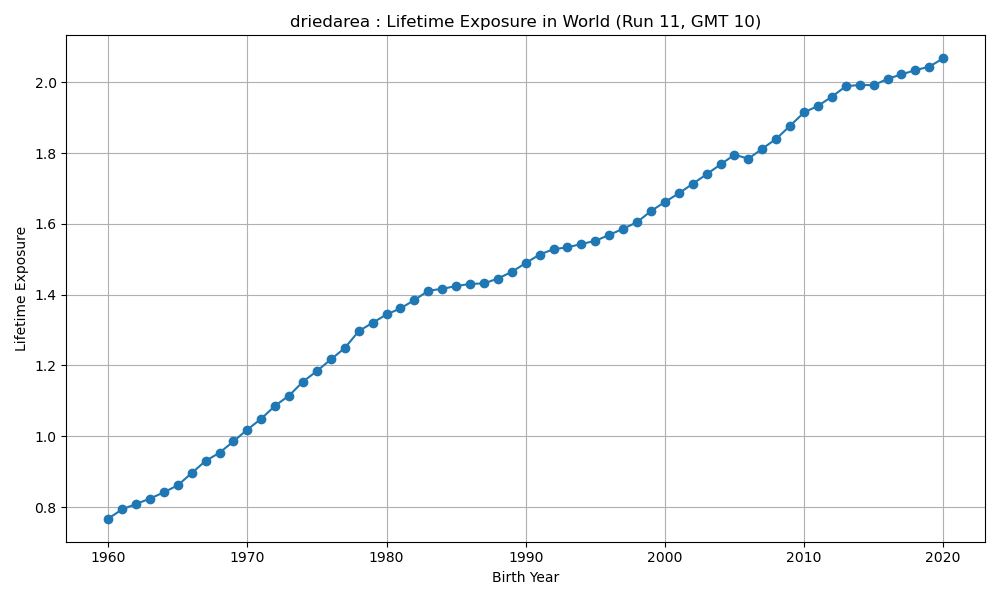 driedarea : Lifetime Exposure in World (Run 11, GMT 10)
Lifetime Exposure
2.0
1.8
1.6
1.4
1.2
1.0
0.8
1960 1970 1980 1990 2000 2010 2020
Birth Year